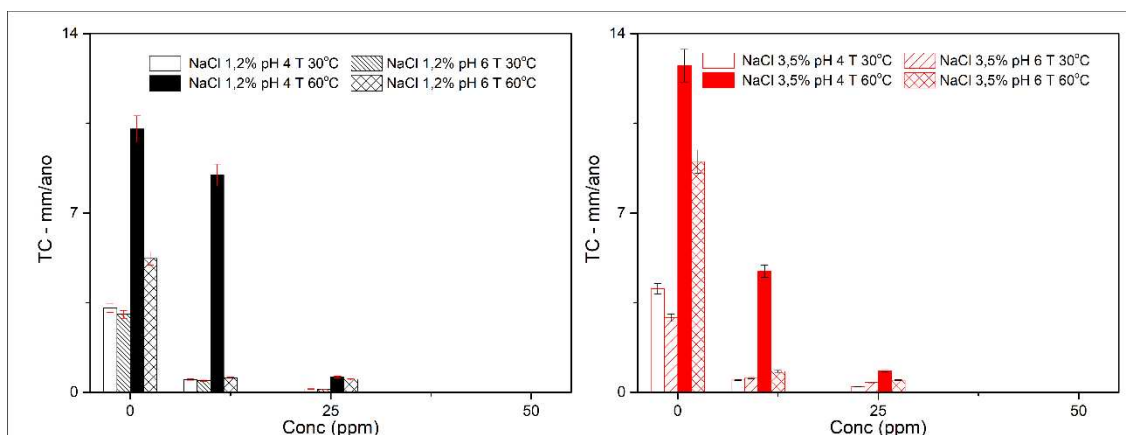 14
NaCl 1,2% pH 4 T 30°C NaCl 1,2% pH 6 T 30°C
NaCl 1,2% pH 4 T 60°C NaCl 1,2% pH 6 T 60°C
TC - mm/ano
7
0
0 25 50
Conc (ppm)
14
NaCl 3,5% pH 4 T 30°C NaCl 3,5% pH 6 T 30°C
NaCl 3,5% pH 4 T 60°C NaCl 3,5% pH 6 T 60°C
TC - mm/ano
7
0
0 25 50
Conc (ppm)